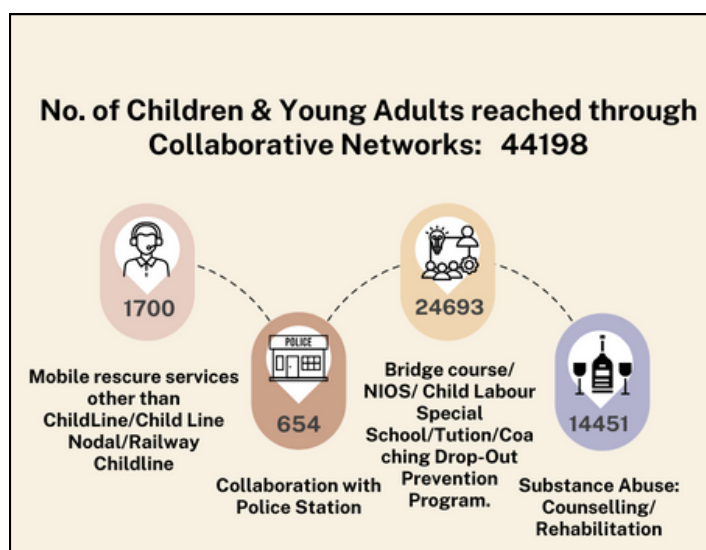 No. of Children & Young Adults reached through
Collaborative Networks: 44198
1700
Mobile rescure services
other than
ChildLine/Child Line
Nodal/Railway
Childline
POLICE
654
Collaboration with
Police Station
24693
Bridge course/
NIOS/ Child Labour
Special
School/Tution/Coa
ching Drop-Out
Prevention
Program.
14451
Substance Abuse:
Counselling/
Rehabilitation